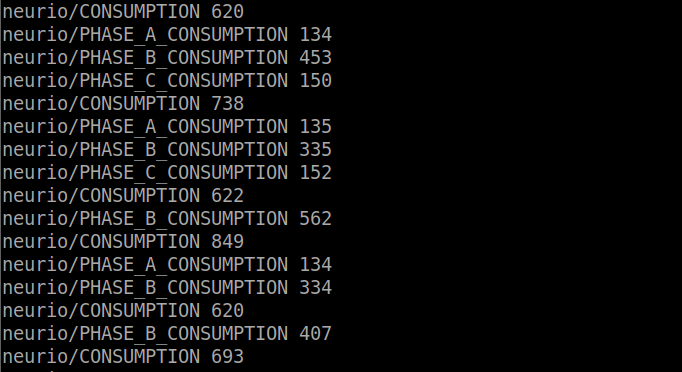 neurio/CONSUMPTION 620
neurio/PHASE_A_CONSUMPTION 134
neurio/PHASE_B_CONSUMPTION 453
neurio/PHASE_C_CONSUMPTION 150
neurio/CONSUMPTION 738
neurio/PHASE_A_CONSUMPTION 135
neurio/PHASE_B_CONSUMPTION 335
neurio/PHASE_C_CONSUMPTION 152
neurio/CONSUMPTION 622
neurio/PHASE_B_CONSUMPTION 562
neurio/CONSUMPTION 849
neurio/PHASE_A_CONSUMPTION 134
neurio/PHASE_B_CONSUMPTION 334
neurio/CONSUMPTION 620
neurio/PHASE_B_CONSUMPTION 407
neurio/CONSUMPTION 693